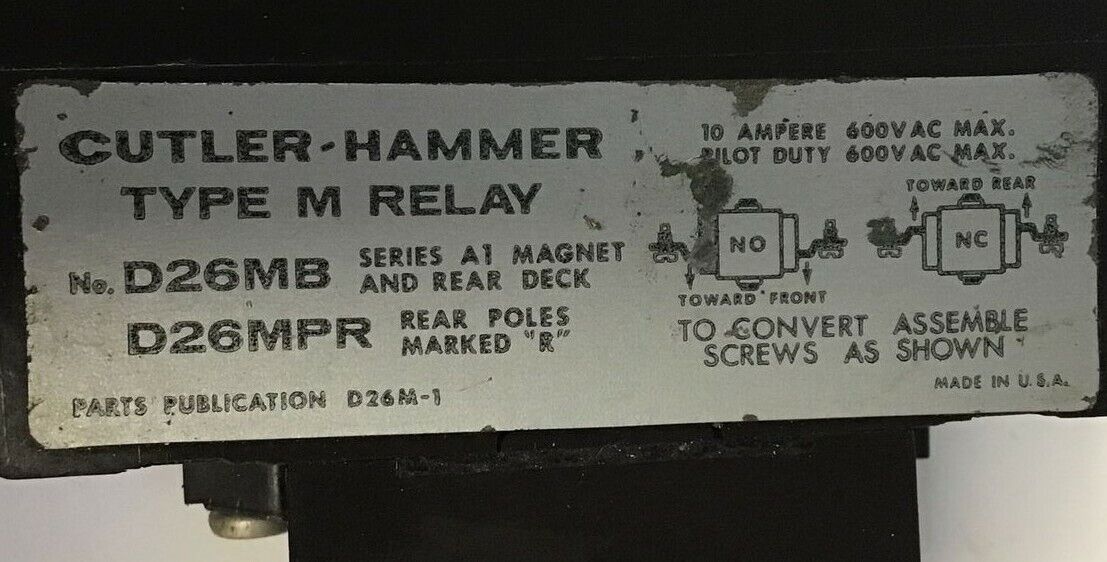 CUTLER-HAMMER
TYPE M RELAY
No. D26MB SERIES A1 MAGNET
AND REAR DECK
D26MPR REAR POLES
MARKED "R"
PARTS PUBLICATION D26M-1
10 AMPERE 600VAC MAX.
PILOT DUTY 600VAC MAX.
TOWARD REAR
NO
NC
TOWARD FRONT
TO CONVERT ASSEMBLE
SCREWS AS SHOWN
MADE IN U.S.A.